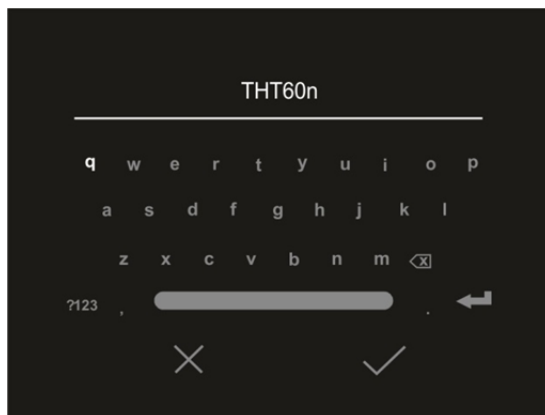 THT60n
q w e r t y u i o p
a s d f g h j k l
z x c v b n m
?123 , .